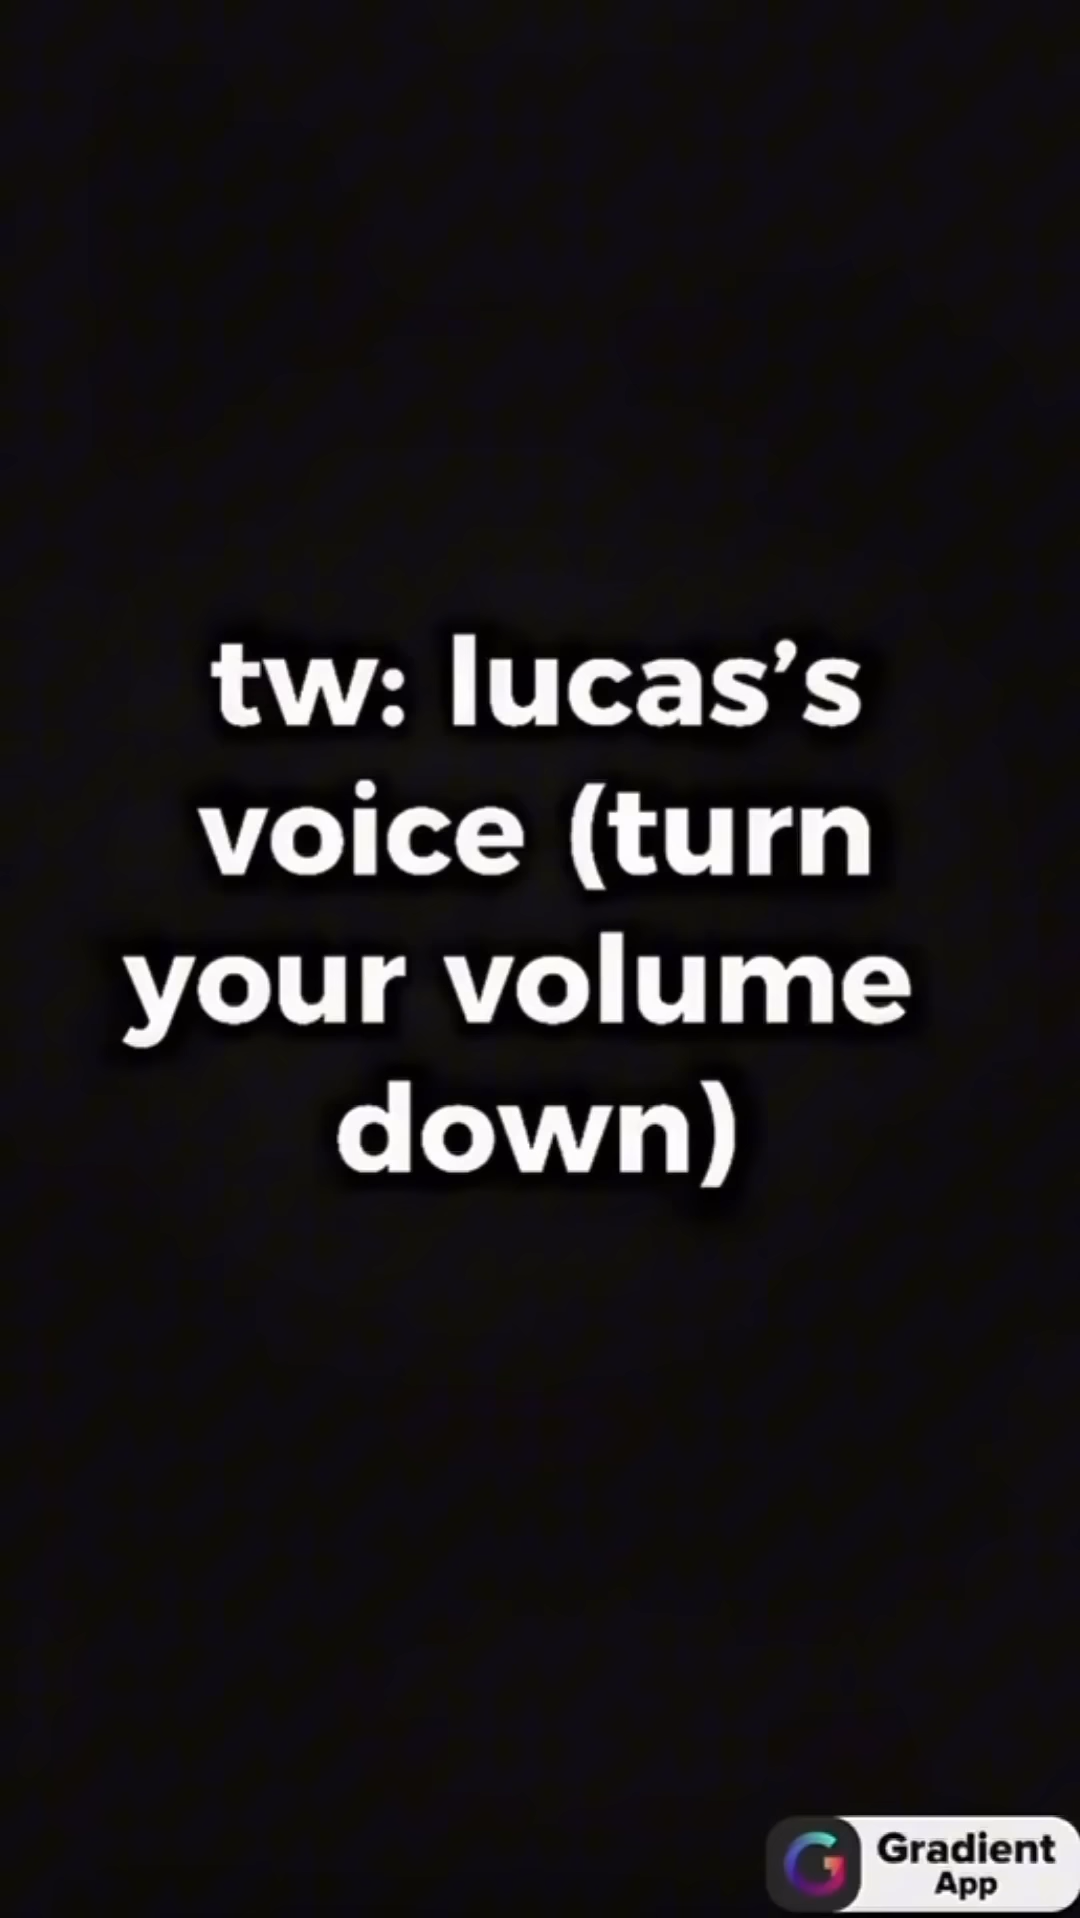 tw: lucas’s
voice (turn
your volume
down)
Gradient
App